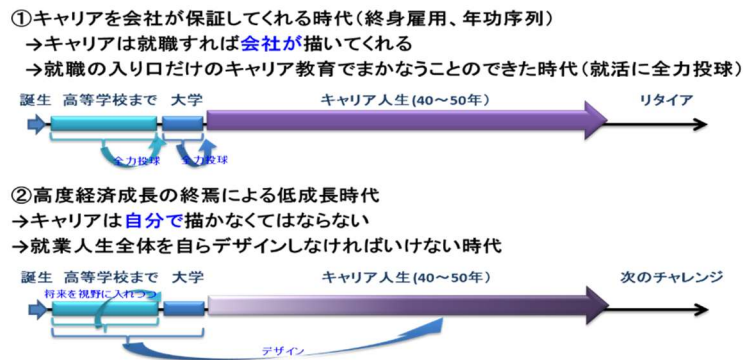 ①キャリアを会社が保証してくれる時代（終身雇用、年功序列）
→キャリアは就職すれば会社が描いてくれる
→就職の入り口だけのキャリア教育でまかなうことのできた時代（就活に全力投球）
誕生 高等学校まで 大学 キャリア人生(40～50年） リタイア
全力投球 全力投球
②高度経済成長の終焉による低成長時代
→キャリアは自分で描かなくてはならない
→就業人生全体を自らデザインしなければいけない時代
誕生 高等学校まで 大学 キャリア人生(40～50年） 次のチャレンジ
将来を視野に入れつつ
デザイン